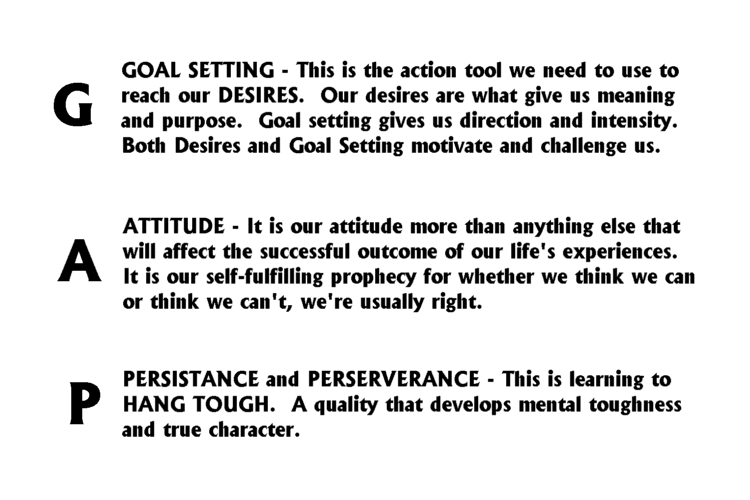 G
GOAL SETTING - This is the action tool we need to use to
reach our DESIRES. Our desires are what give us meaning
and purpose. Goal setting gives us direction and intensity.
Both Desires and Goal Setting motivate and challenge us.
A
ATTITUDE - It is our attitude more than anything else that
will affect the successful outcome of our life's experiences.
It is our self-fulfilling prophecy for whether we think we can
or think we can't, we're usually right.
P
PERSISTANCE and PERSERVERANCE - This is learning to
HANG TOUGH. A quality that develops mental toughness
and true character.